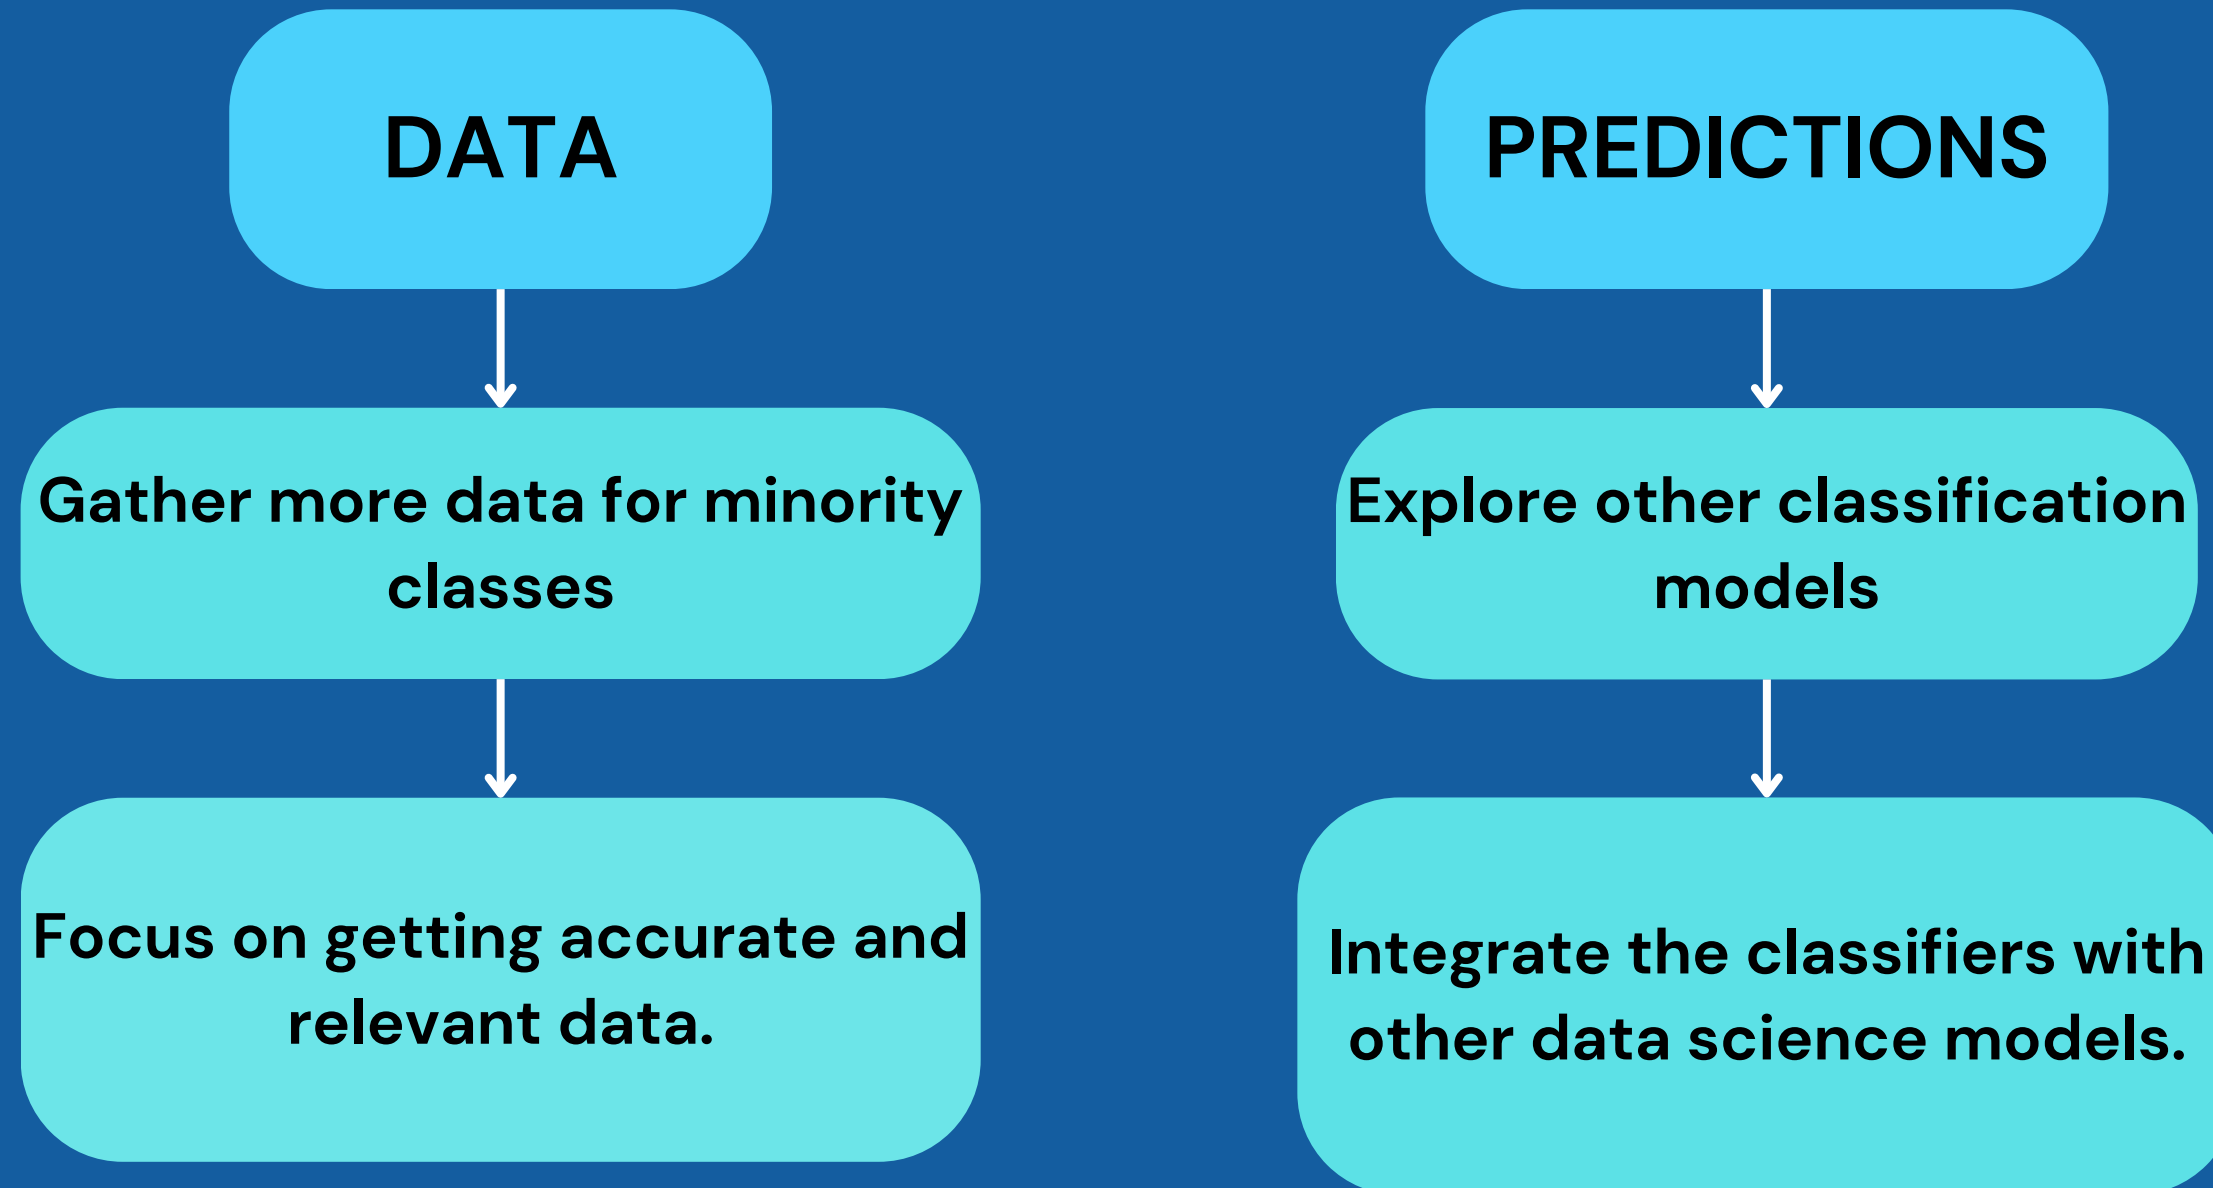 DATA
Gather more data for minority
classes
Focus on getting accurate and
relevant data.
PREDICTIONS
Explore other classification
models
Integrate the classifiers with
other data science models.